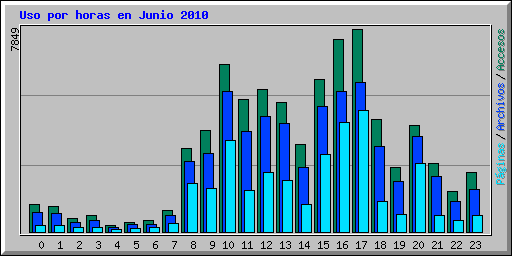 Uso por horas en Junio 2010
7849
Páginas / Archivos / Accesos
0 1 2 3 4 5 6 7 8 9 10 11 12 13 14 15 16 17 18 19 20 21 22 23